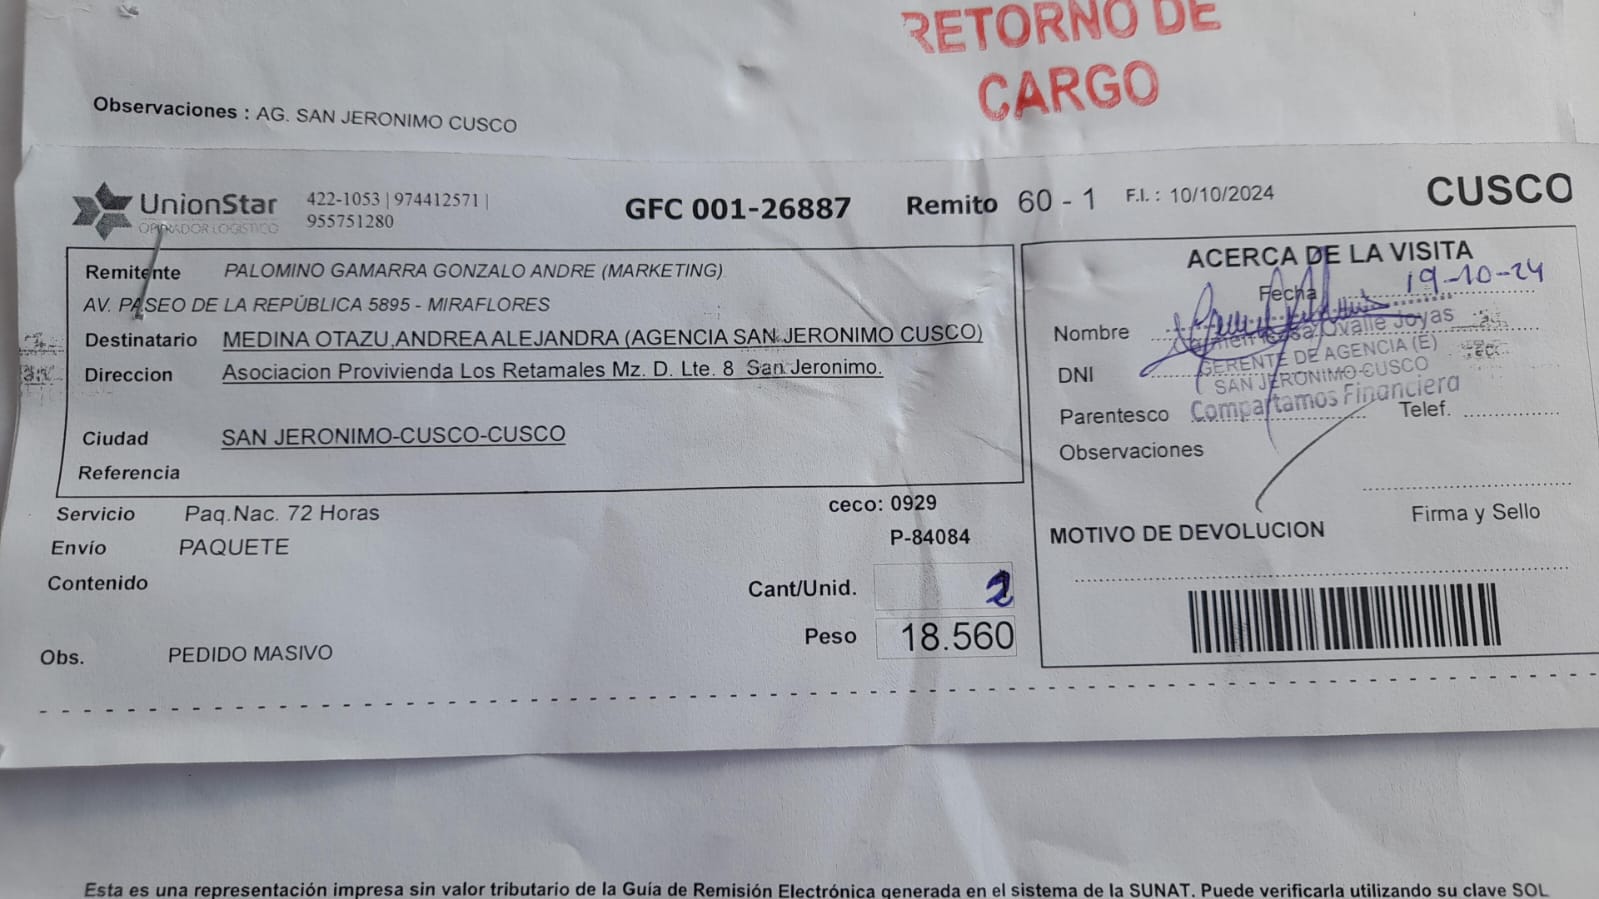 RETORNO DE
CARGO
Observaciones : AG. SAN JERONIMO CUSCO
UnionStar
OPERADOR LOGISTICO
422-1053 | 974412571 |
955751280
GFC 001-26887
Remito 60 - 1
F.I. : 10/10/2024
CUSCO
Remitente PALOMINO GAMARRA GONZALO ANDRE (MARKETING)
AV. PASEO DE LA REPÚBLICA 5895 - MIRAFLORES
Destinatario MEDINA OTAZU,ANDREA ALEJANDRA (AGENCIA SAN JERONIMO CUSCO)
Direccion Asociacion Provivienda Los Retamales Mz. D. Lte. 8 San Jeronimo.
Ciudad SAN JERONIMO-CUSCO-CUSCO
Referencia
Servicio Paq.Nac. 72 Horas
Envío PAQUETE
Contenido
Obs. PEDIDO MASIVO
ceco: 0929
P-84084
Cant/Unid.
Peso 18.560
ACERCA DE LA VISITA
Fecha 19-10-24
Nombre
Ovalle Joyas
DNI
GERENTE DE AGENCIA (E)
SAN JERONIMO-CUSCO
Parentesco
Compartamos Financiera
Telef.
Observaciones
Firma y Sello
MOTIVO DE DEVOLUCION
Esta es una representación impresa sin valor tributario de la Guía de Remisión Electrónica generada en el sistema de la SUNAT. Puede verificarla utilizando su clave SOL